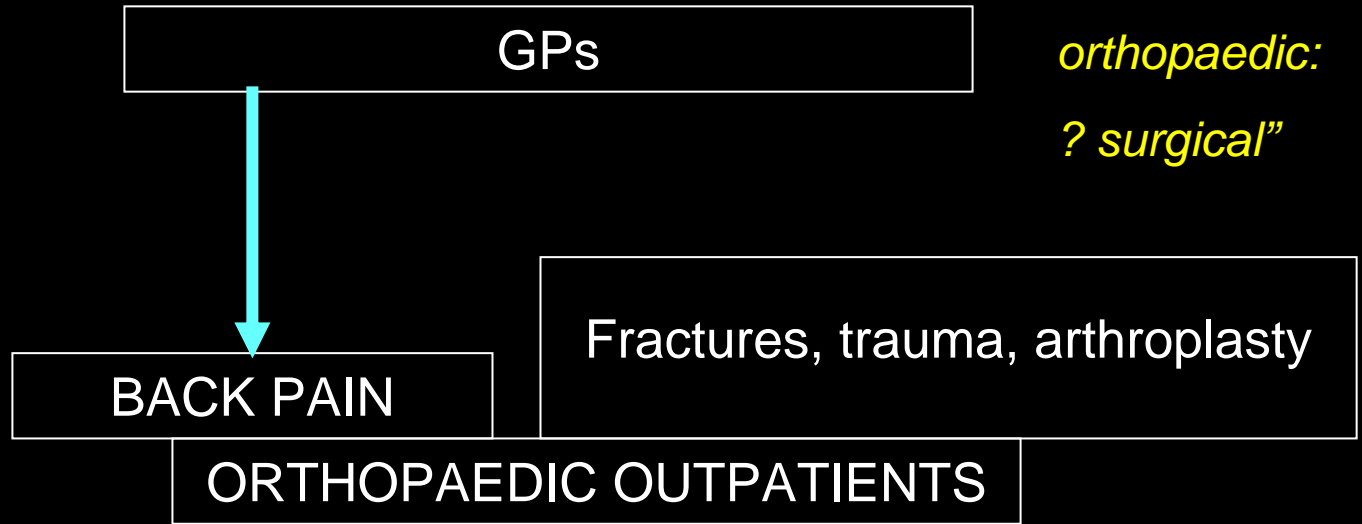 GPs
orthopaedic:
? surgical”
Fractures, trauma, arthroplasty
BACK PAIN
ORTHOPAEDIC OUTPATIENTS